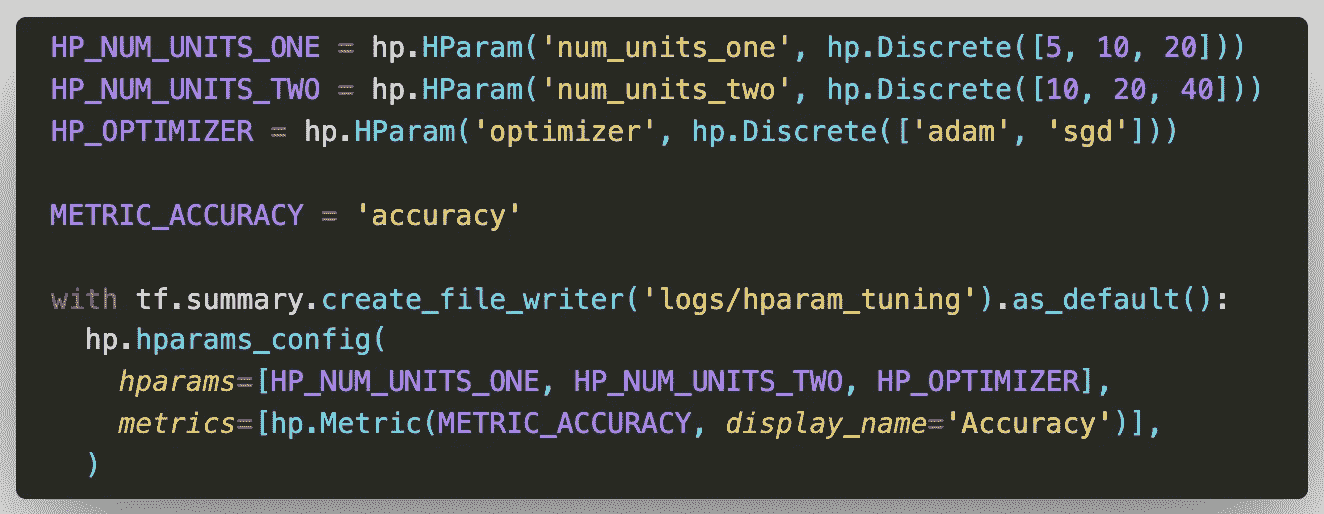 HP_NUM_UNITS_ONE = hp.HParam('num_units_one', hp.Discrete([5, 10, 20]))
HP_NUM_UNITS_TWO = hp.HParam('num_units_two', hp.Discrete([10, 20, 40]))
HP_OPTIMIZER = hp.HParam('optimizer', hp.Discrete(['adam', 'sgd']))
METRIC_ACCURACY = 'accuracy'
with tf.summary.create_file_writer('logs/hparam_tuning').as_default():
  hp.hparams_config(
    hparams=[HP_NUM_UNITS_ONE, HP_NUM_UNITS_TWO, HP_OPTIMIZER],
    metrics=[hp.Metric(METRIC_ACCURACY, display_name='Accuracy')],
  )